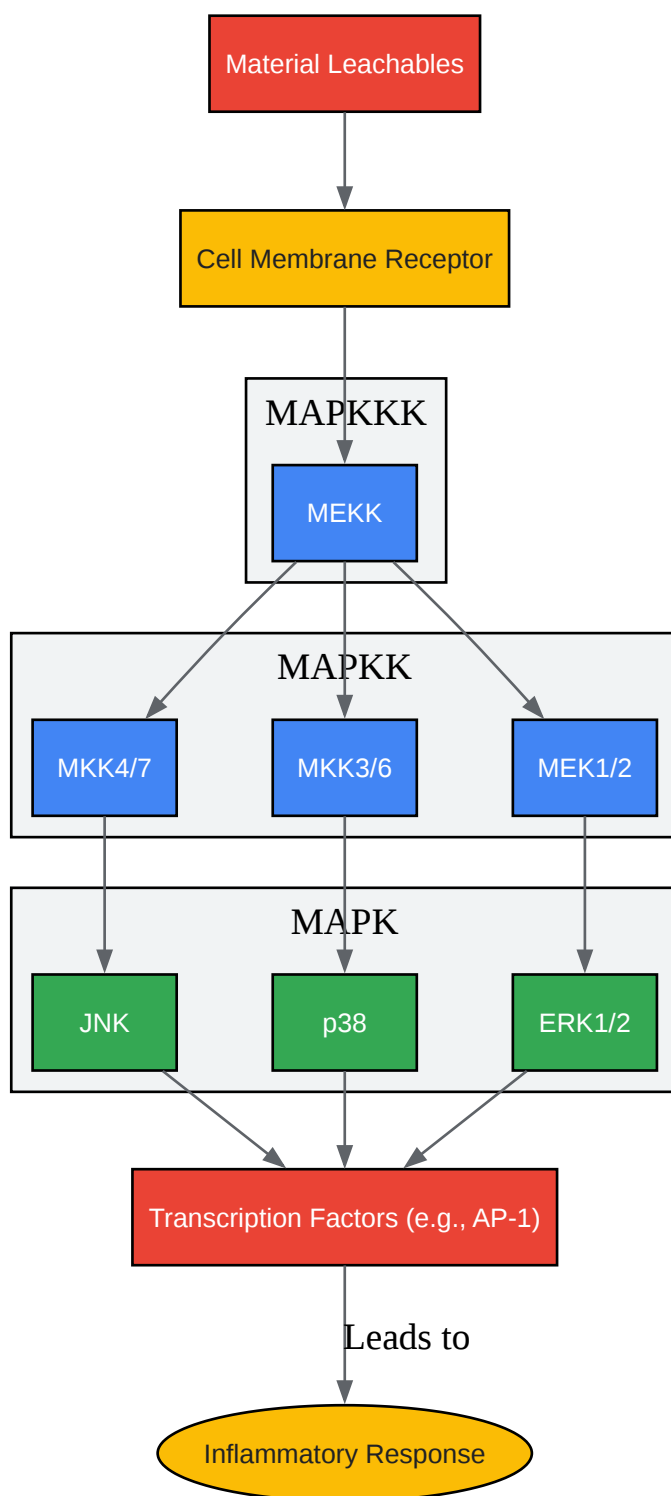 Material Leachables
Cell Membrane Receptor
MAPKKK
MEKK
MAPKK
MKK4/7
MKK3/6
MEK1/2
MAPK
JNK
p38
ERK1/2
Transcription Factors (e.g., AP-1)
Leads to
Inflammatory Response